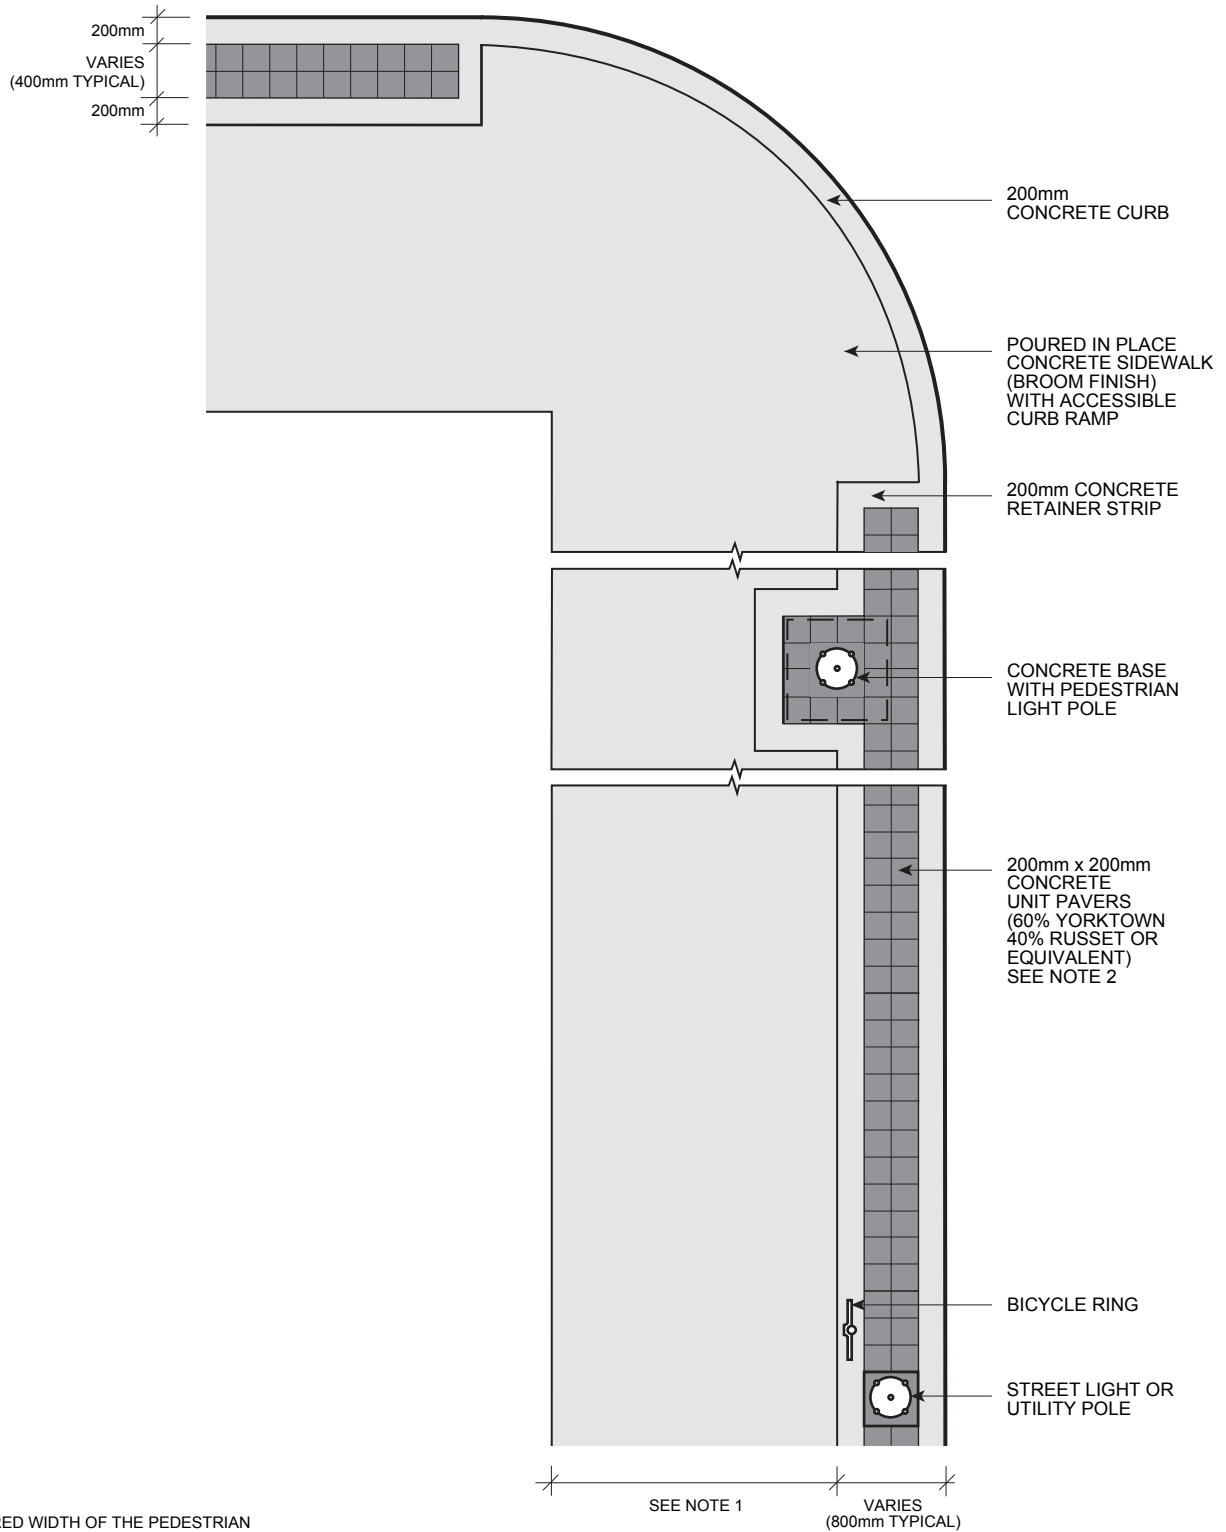 200mm
VARIES
(400mm TYPICAL)
200mm
200mm
CONCRETE CURB
POURED IN PLACE
CONCRETE SIDEWALK
(BROOM FINISH)
WITH ACCESSIBLE
CURB RAMP
200mm CONCRETE
RETAINER STRIP
CONCRETE BASE
WITH PEDESTRIAN
LIGHT POLE
200mm x 200mm
CONCRETE
UNIT PAVERS
(60% YORKTOWN
40% RUSSET OR
EQUIVALENT)
SEE NOTE 2
BICYCLE RING
STREET LIGHT OR
UTILITY POLE
SEE NOTE 1
VARIES
(800mm TYPICAL)
WIDTH OF THE PEDESTRIAN